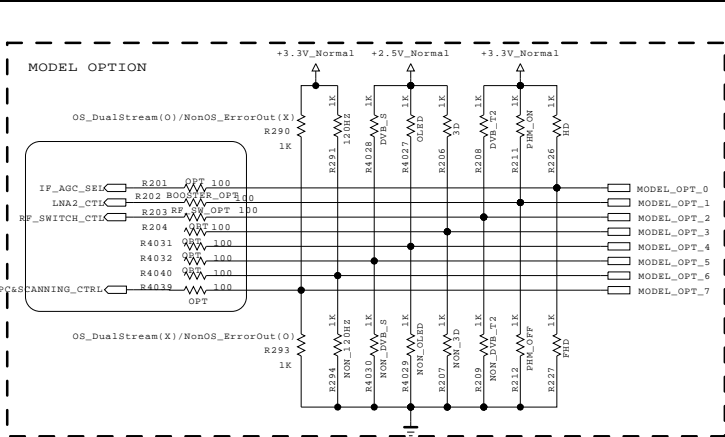 +3.3V_Normal
+2.5V_Normal
+3.3V_Normal
MODEL OPTION
OS_DualStream(O)/NonOS_ErrorOut(X)
R290
1K
1K
120HZ
R291
1K
DVB_S
R4028
1K
OLED
R4027
1K
3D
R206
1K
DVB_T2
R208
1K
PHM_ON
R211
1K
HD
R226
IF_AGC_SEL
R201
OPT
100
MODEL_OPT_0
LNA2_CTL
R202
BOOSTER_OPT
100
MODEL_OPT_1
RF_SWITCH_CTL
R203
RF_SW_OPT
100
MODEL_OPT_2
R204
OPT
100
MODEL_OPT_3
R4031
OPT
100
MODEL_OPT_4
R4032
OPT
100
MODEL_OPT_5
R4040
OPT
100
MODEL_OPT_6
PC&SCANNING_CTRL
R4039
100
OPT
MODEL_OPT_7
OS_DualStream(X)/NonOS_ErrorOut(O)
R293
1K
1K
NON_120HZ
R294
1K
NON_DVB_S
R4030
1K
NON_OLED
R4029
1K
NON_3D
R207
1K
NON_DVB_T2
R209
1K
PHM_OFF
R212
1K
FHD
R227